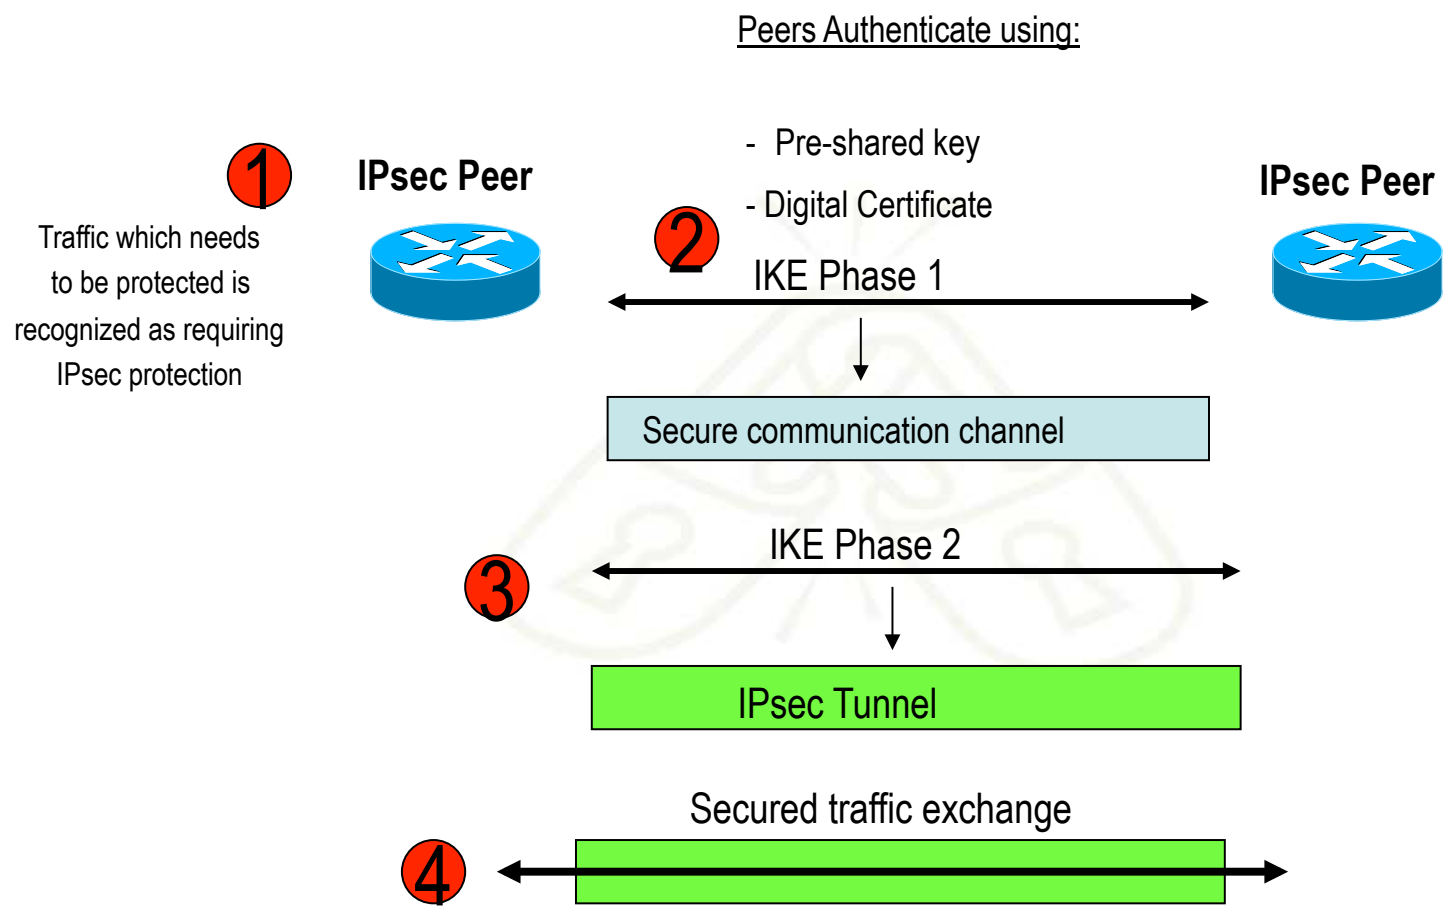 Peers Authenticate using:
- Pre-shared key
- Digital Certificate
1
IPsec Peer
IPsec Peer
Traffic which needs
to be protected is
recognized as requiring
IPsec protection
2
IKE Phase 1
Secure communication channel
IKE Phase 2
3
IPsec Tunnel
Secured traffic exchange
4